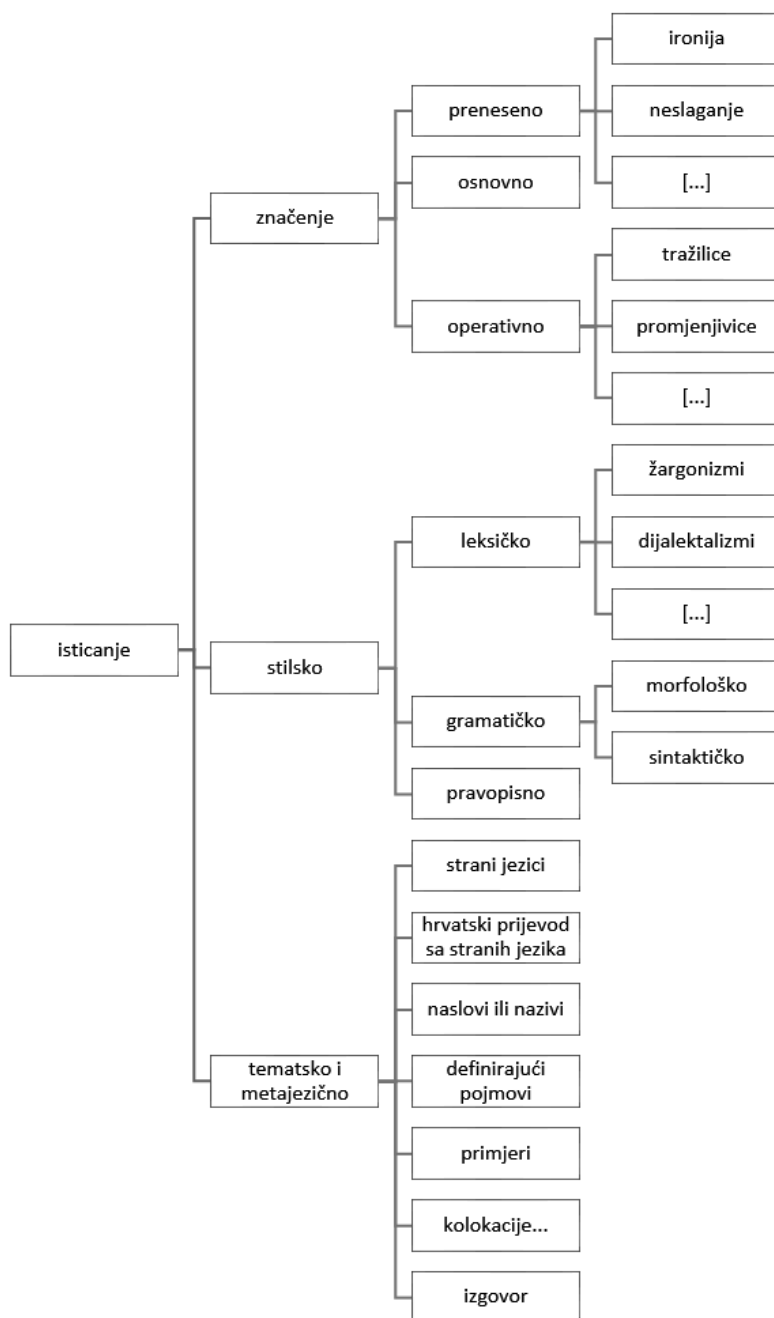 ironija
preneseno
neslaganje
osnovno
[...]
značenje
tražilice
operativno
promjenjivice
[...]
žargonizmi
leksičko
dijalektalizmi
[...]
isticanje
stilsko
morfološko
gramatičko
sintaktičko
pravopisno
strani jezici
hrvatski prijevod
sa stranih jezika
naslovi ili nazivi
tematsko i
metajezično
definirajući
pojmovi
primjeri
kolokacije...
izgovor